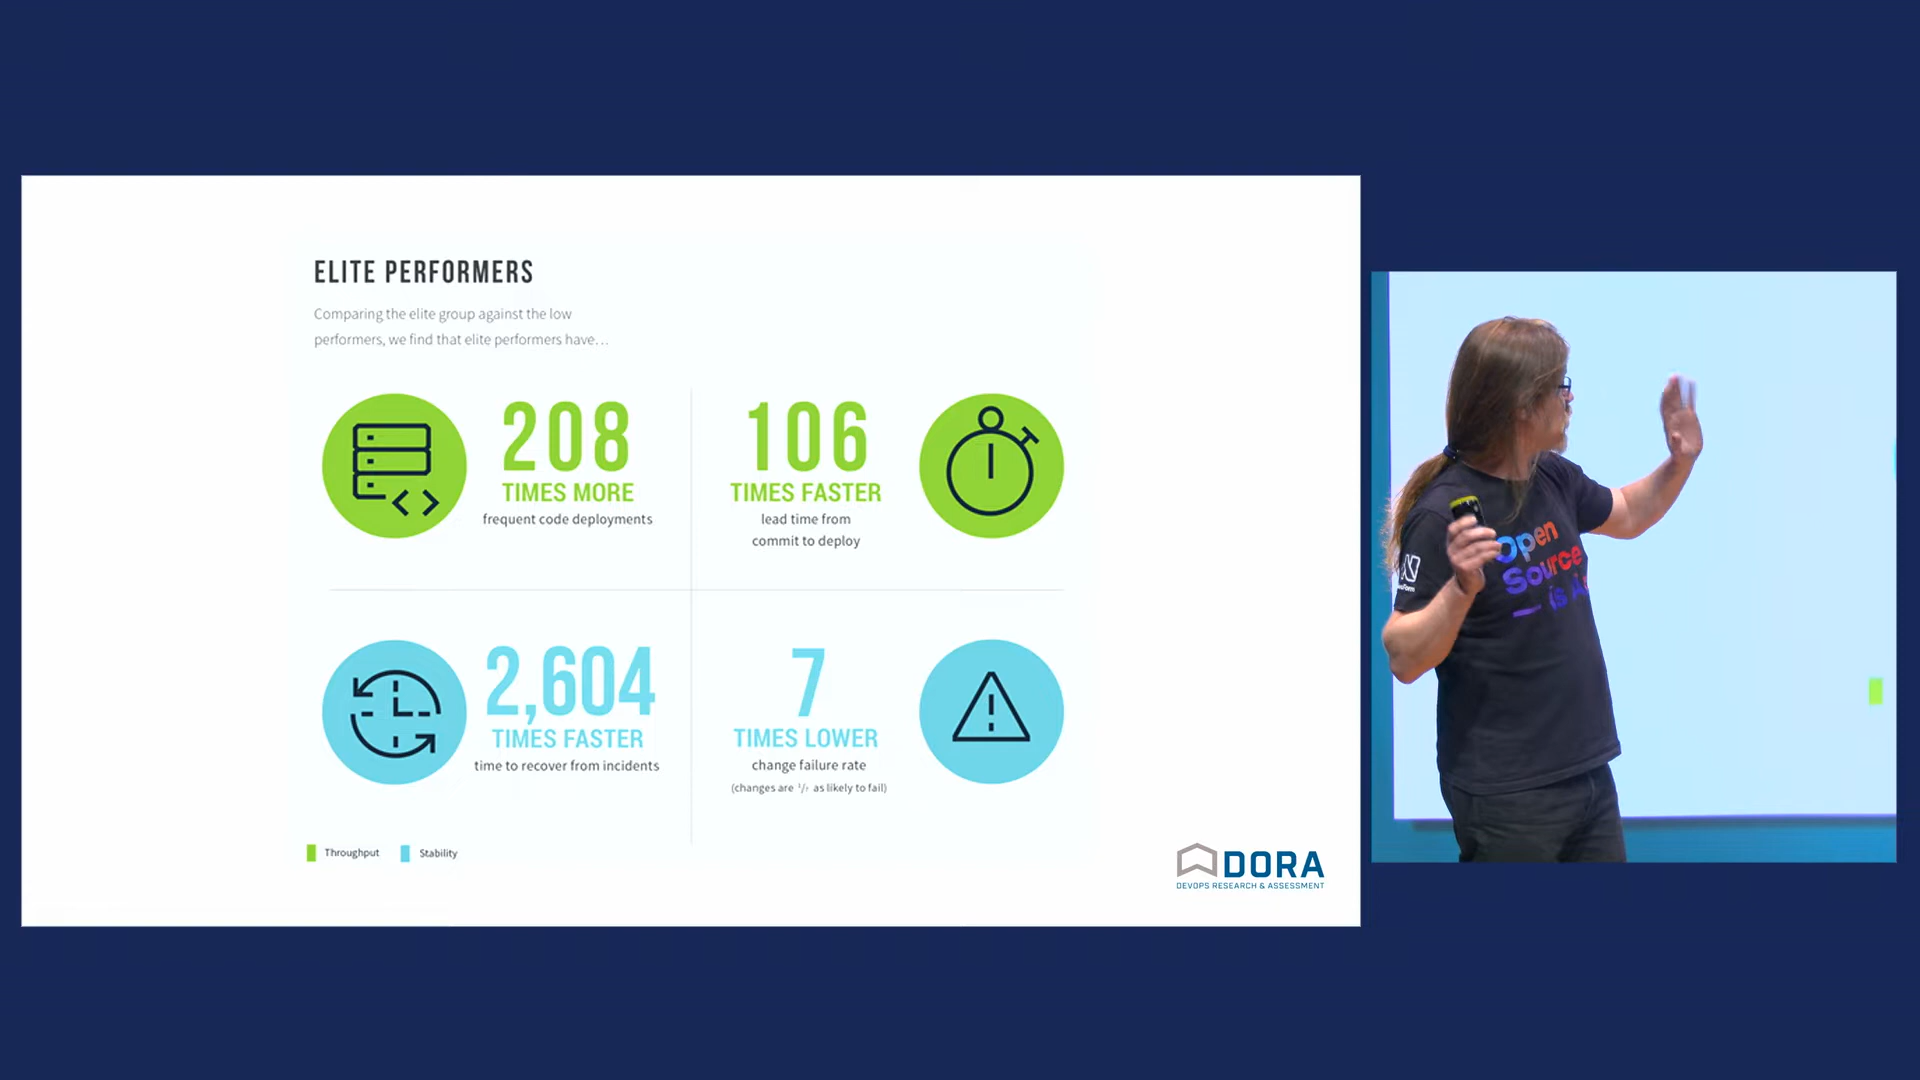 ELITE PERFORMERS
Comparing the elite group against the low
performers, we find that elite performers have...
208
TIMES MORE
frequent code deployments
106
TIMES FASTER
lead time from
commit to deploy
2,604
TIMES FASTER
time to recover from incidents
7
TIMES LOWER
change failure rate
(changes are 1/7 as likely to fail)
Throughput
Stability
DORA
DEVOPS RESEARCH & ASSESSMENT
Open
Source
is